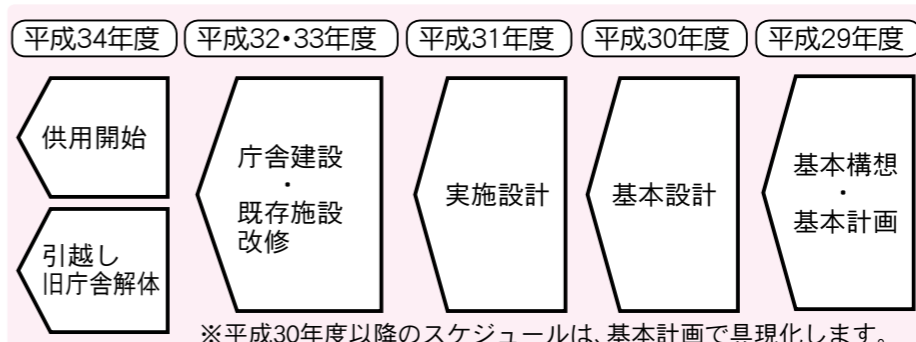 平成29年度
基本構想
・
基本計画
平成30年度
基本設計
平成31年度
実施設計
平成32・33年度
庁舎建設
・
既存施設
改修
平成34年度
供用開始
引越し
旧庁舎解体
※平成30年度以降のスケジュールは、基本計画で具現化します。